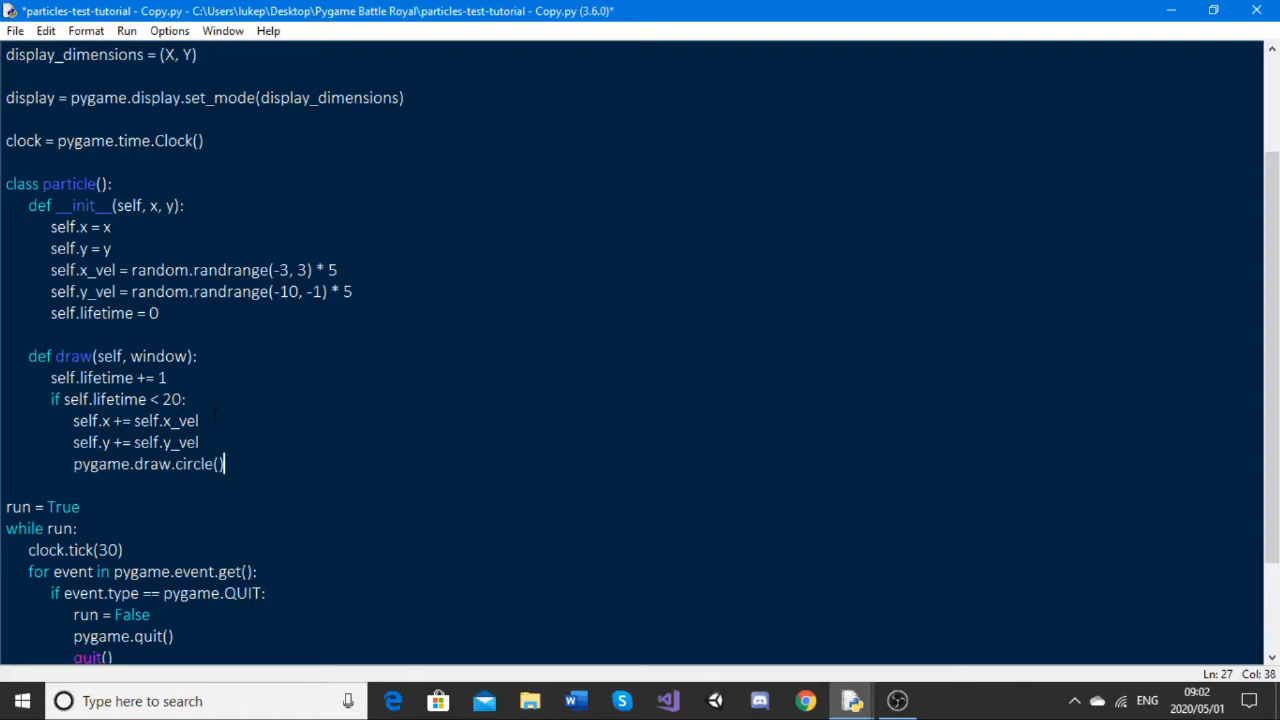 *particles-test-tutorial - Copy.py - C:\Users\lukep\Desktop\Pygame Battle Royal\particles-test-tutorial - Copy.py (3.6.0)*
File Edit Format Run Options Window Help
display_dimensions = (X, Y)
display = pygame.display.set_mode(display_dimensions)
clock = pygame.time.Clock()
class particle():
def __init__(self, x, y):
self.x = x
self.y = y
self.x_vel = random.randrange(-3, 3) * 5
self.y_vel = random.randrange(-10, -1) * 5
self.lifetime = 0
def draw(self, window):
self.lifetime += 1
if self.lifetime < 20:
self.x += self.x_vel
self.y += self.y_vel
pygame.draw.circle()
run = True
while run:
clock.tick(30)
for event in pygame.event.get():
if event.type == pygame.QUIT:
run = False
pygame.quit()
quit()
Ln: 27 Col: 38
Type here to search
ENG
09:02
2020/05/01